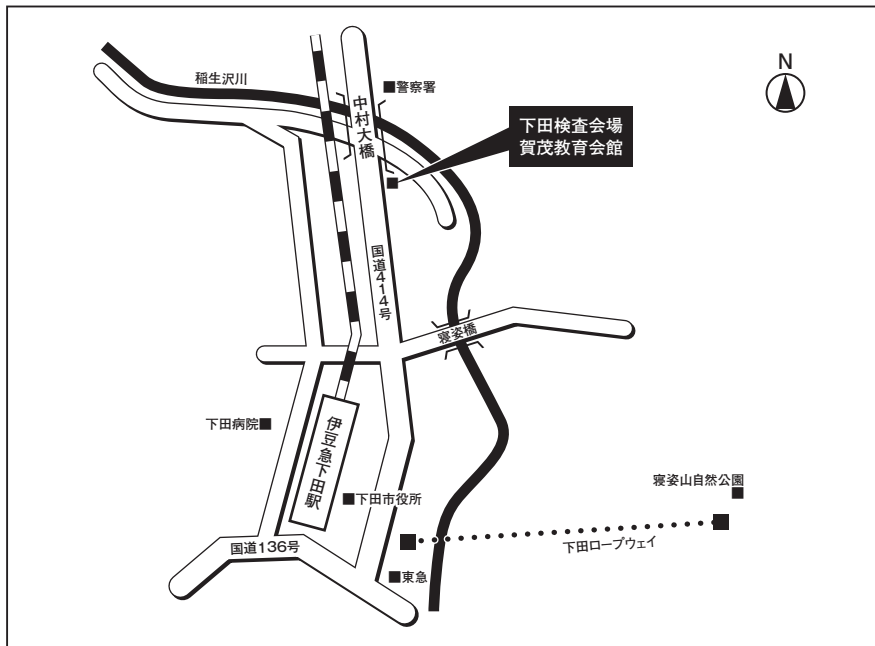 稲生沢川
警察署
N
中村大橋
下田検査会場
賀茂教育会館
国道414号
寝姿橋
下田病院
伊豆急下田駅
寝姿山自然公園
下田市役所
国道136号
下田ロープウェイ
東急